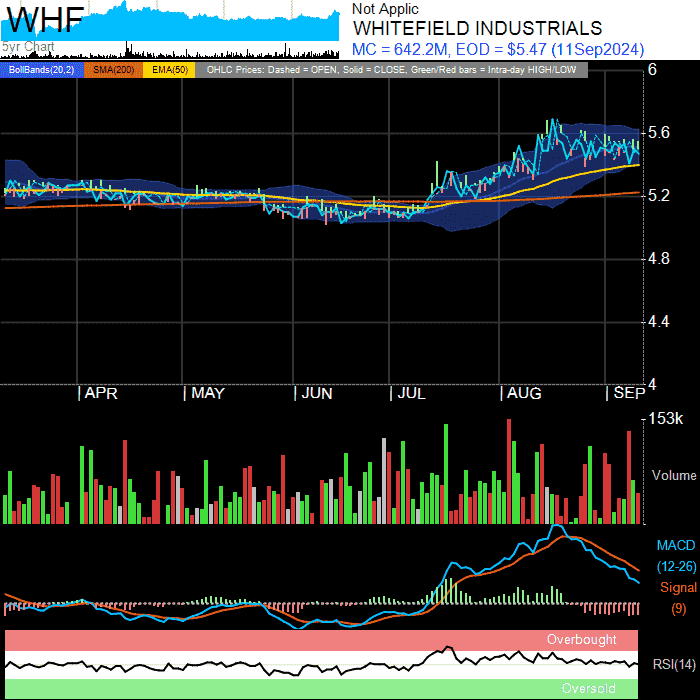 WHF
5yr Chart
Not Applic
WHITEFIELD INDUSTRIALS
MC = 642.2M, EOD = $5.47 (11Sep2024)
BollBands(20,2) SMA(200) EMA(50) OHLC Prices: Dashed = OPEN, Solid = CLOSE, Green/Red bars = Intra-day HIGH/LOW
6
5.6
5.2
4.8
4.4
4
APR MAY JUN JUL AUG SEP
153k
Volume
MACD
(12-26)
Signal
(9)
Overbought
RSI(14)
Oversold